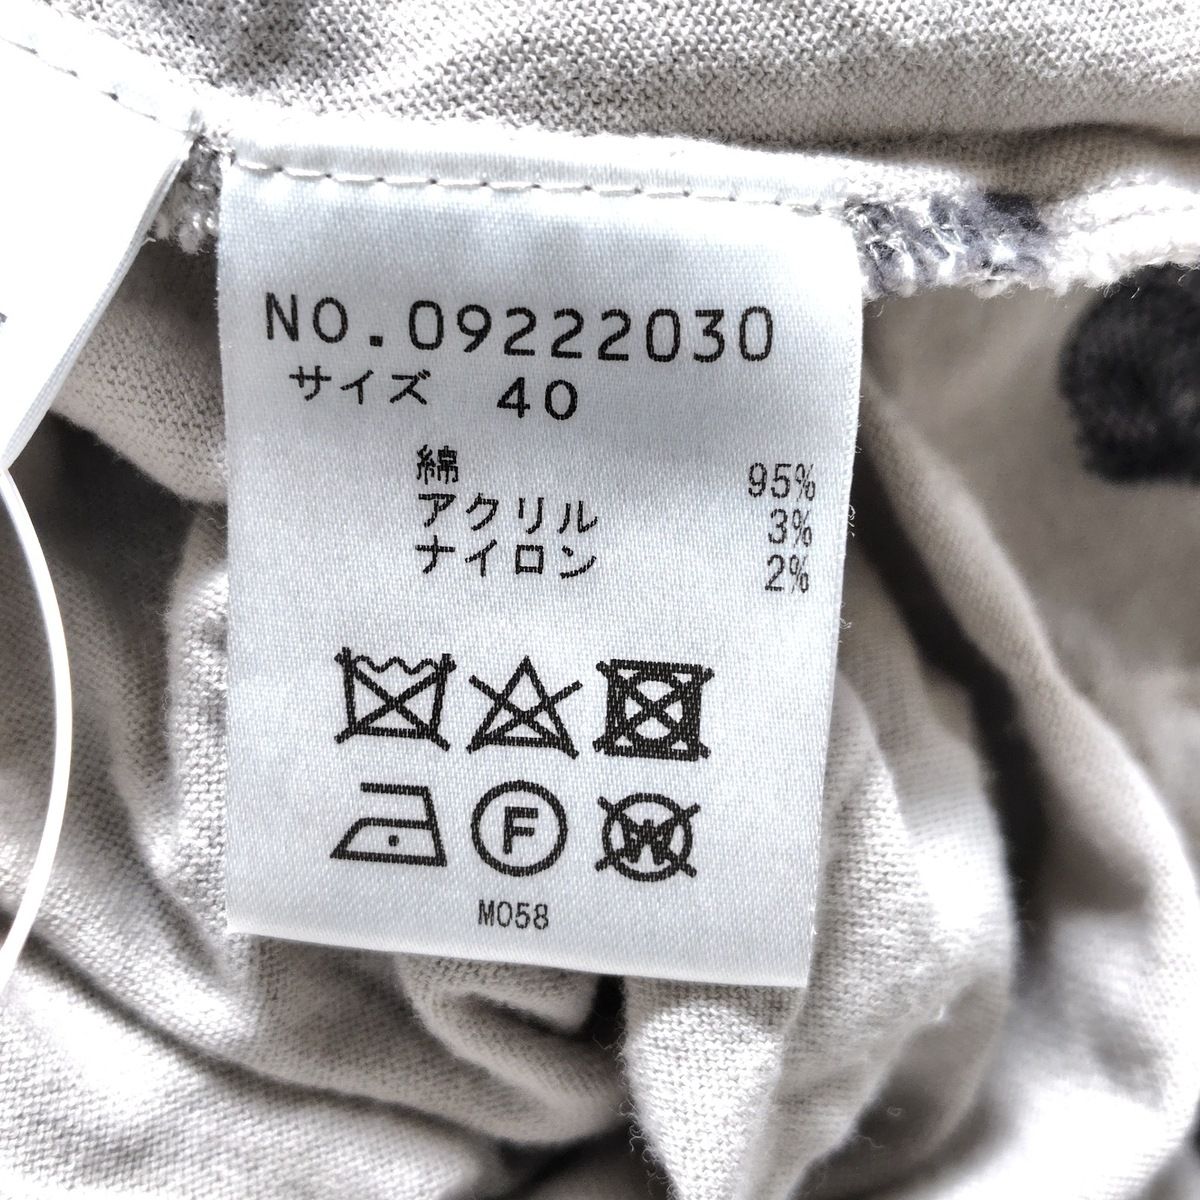 NO.09222030
サイズ 40
綿 95%
アクリル 3%
ナイロン 2%
F W
M058